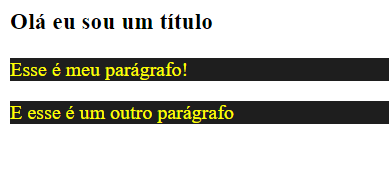 Olá eu sou um título
Esse é meu parágrafo!
E esse é um outro parágrafo